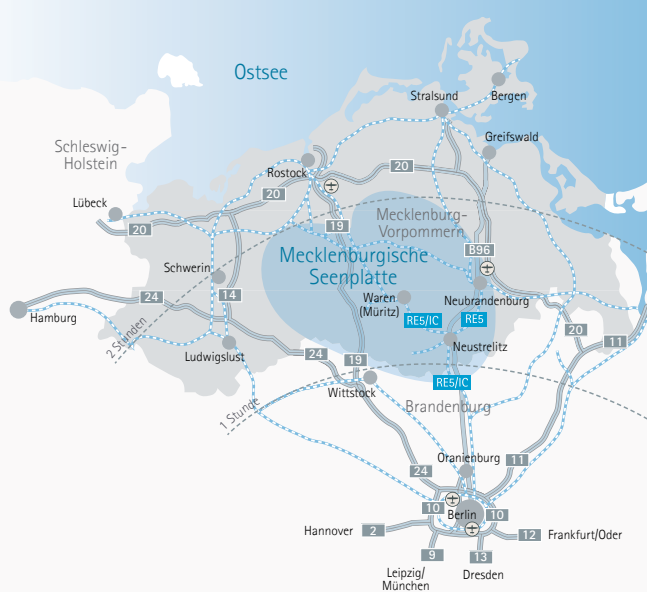 Ostsee
Stralsund
Bergen
Schleswig-
Holstein
Greifswald
Rostock
20
20
Lübeck
20
19
Mecklenburg-
Vorpommern
B96
Mecklenburgische
Seenplatte
Schwerin
24
14
Waren
(Müritz)
Neubrandenburg
Hamburg
2 Stunden
RE5/IC
RE5
20
11
Ludwigslust
24
19
Neustrelitz
Wittstock
RE5/IC
1 Stunde
Brandenburg
Oranienburg
24
11
10
Berlin
10
Hannover
2
12
Frankfurt/Oder
9
13
Leipzig/
München
Dresden